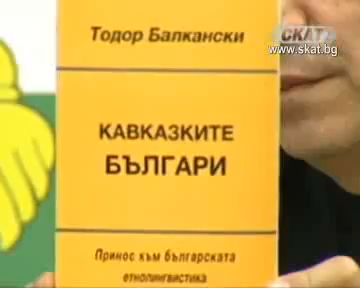 СКАТ
www.skat.bg
Тодор Балкански
КАВКАЗКИТЕ
БЪЛГАРИ
Принос към българската
етнолингвистика